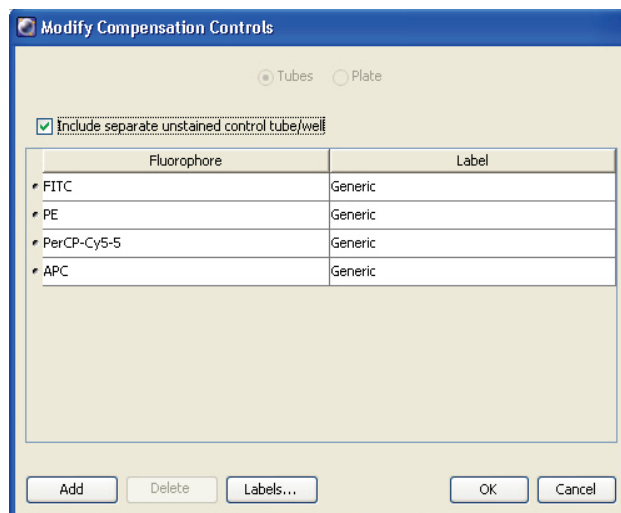 Modify Compensation Controls
Tubes Plate
Include separate unstained control tube/well
Fluorophore Label
FITC Generic
PE Generic
PerCP-Cy5-5 Generic
APC Generic
Add Delete Labels... OK Cancel